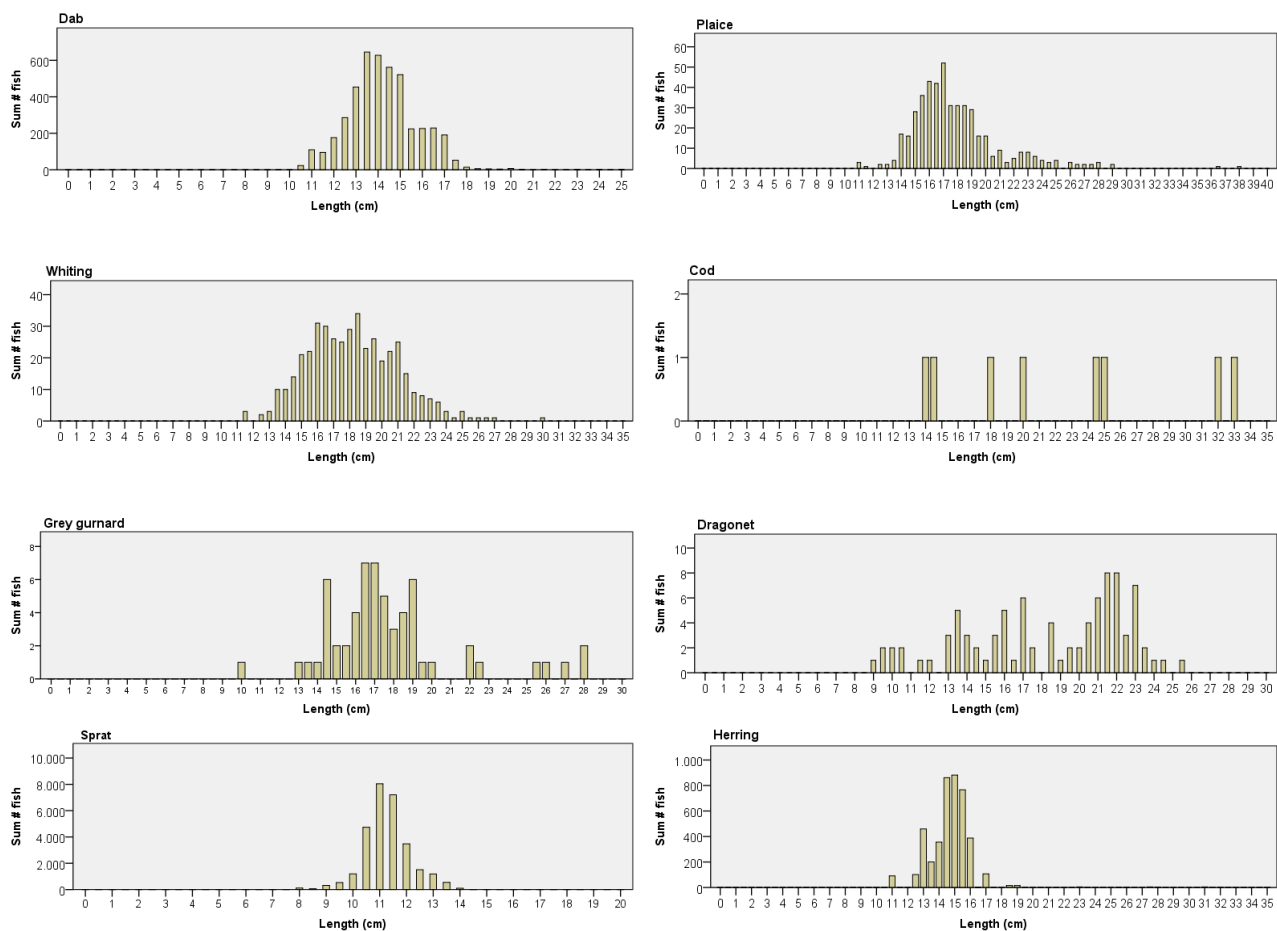 Dab
Sum # fish
600
400
200
0
0 1 2 3 4 5 6 7 8 9 10 11 12 13 14 15 16 17 18 19 20 21 22 23 24 25
Length (cm)
Plaice
Sum # fish
60
50
40
30
20
10
0
0 1 2 3 4 5 6 7 8 9 10 11 12 13 14 15 16 17 18 19 20 21 22 23 24 25 26 27 28 29 30 31 32 33 34 35 36 37 38 39 40
Length (cm)
Whiting
Sum # fish
40
30
20
10
0
0 1 2 3 4 5 6 7 8 9 10 11 12 13 14 15 16 17 18 19 20 21 22 23 24 25 26 27 28 29 30 31 32 33 34 35
Length (cm)
Cod
Sum # fish
2
1
0
0 1 2 3 4 5 6 7 8 9 10 11 12 13 14 15 16 17 18 19 20 21 22 23 24 25 26 27 28 29 30 31 32 33 34 35
Length (cm)
Grey gurnard
Sum # fish
8
6
4
2
0
0 1 2 3 4 5 6 7 8 9 10 11 12 13 14 15 16 17 18 19 20 21 22 23 24 25 26 27 28 29 30
Length (cm)
Dragonet
Sum # fish
10
8
6
4
2
0
0 1 2 3 4 5 6 7 8 9 10 11 12 13 14 15 16 17 18 19 20 21 22 23 24 25 26 27 28 29 30
Length (cm)
Sprat
Sum # fish
10.000
8.000
6.000
4.000
2.000
0
0 1 2 3 4 5 6 7 8 9 10 11 12 13 14 15 16 17 18 19 20
Length (cm)
Herring
Sum # fish
1.000
800
600
400
200
0
0 1 2 3 4 5 6 7 8 9 10 11 12 13 14 15 16 17 18 19 20 21 22 23 24 25 26 27 28 29 30 31 32 33 34 35
Length (cm)